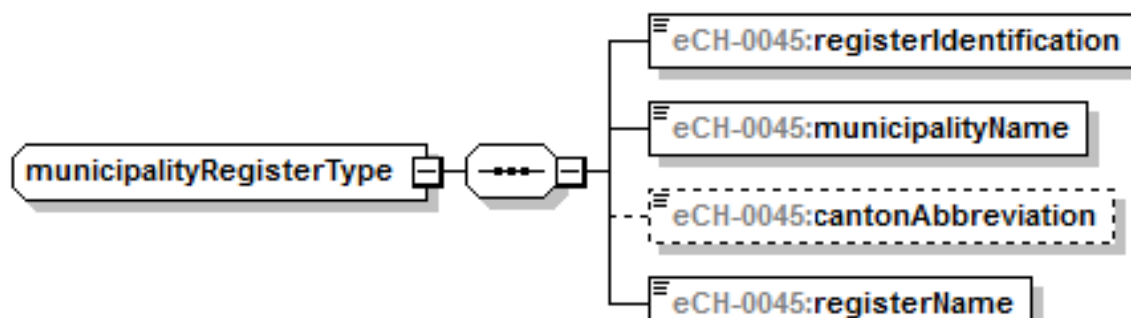 eCH-0045:registerIdentification
eCH-0045:municipalityName
municipalityRegisterType
eCH-0045:cantonAbbreviation
eCH-0045:registerName